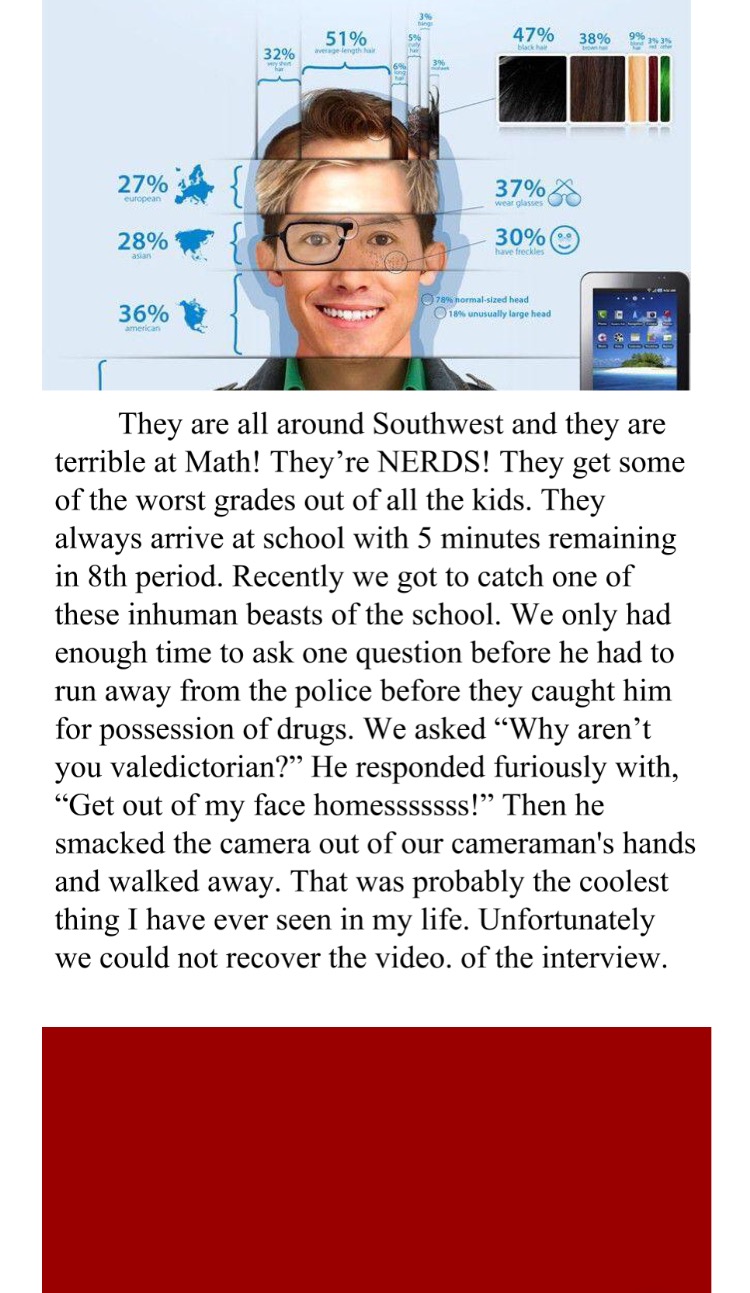 3%
bangs
51%
average-length hair
47%
black hair
38%
brown hair
9%
blond hair
3% 3%
red other
32%
very short hair
5%
curly hair
6%
long hair
3%
mohawk
27%
european
37%
wear glasses
28%
asian
30%
have freckles
78% normal-sized head
18% unusually large head
36%
american
They are all around Southwest and they are
terrible at Math! They’re NERDS! They get some
of the worst grades out of all the kids. They
always arrive at school with 5 minutes remaining
in 8th period. Recently we got to catch one of
these inhuman beasts of the school. We only had
enough time to ask one question before he had to
run away from the police before they caught him
for possession of drugs. We asked “Why aren’t
you valedictorian?” He responded furiously with,
“Get out of my face homesssssss!” Then he
smacked the camera out of our cameraman's hands
and walked away. That was probably the coolest
thing I have ever seen in my life. Unfortunately
we could not recover the video. of the interview.